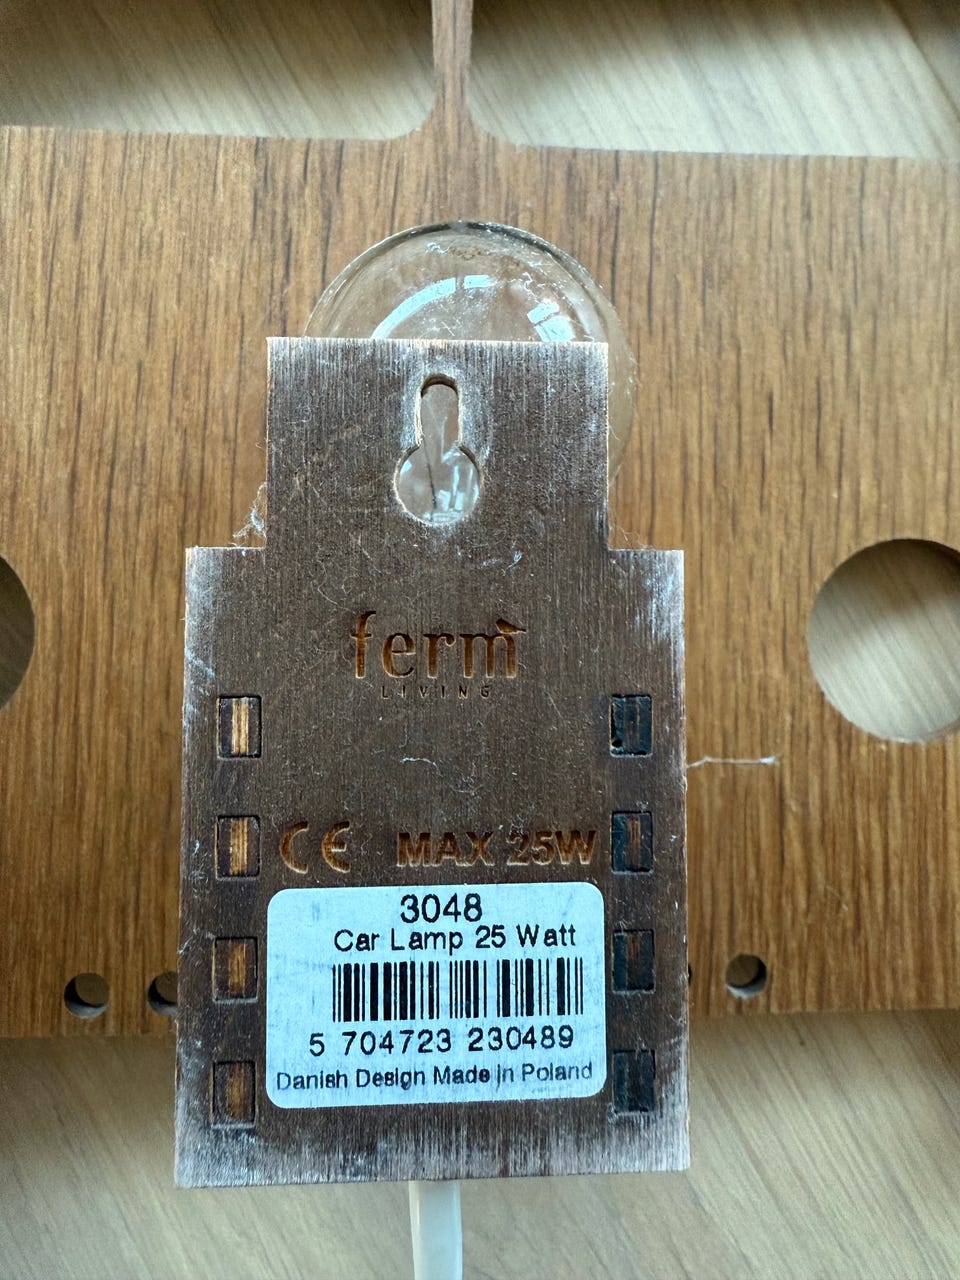 ferm
LIVING
CE MAX 25W
3048
Car Lamp 25 Watt
5 704723 230489
Danish Design Made in Poland